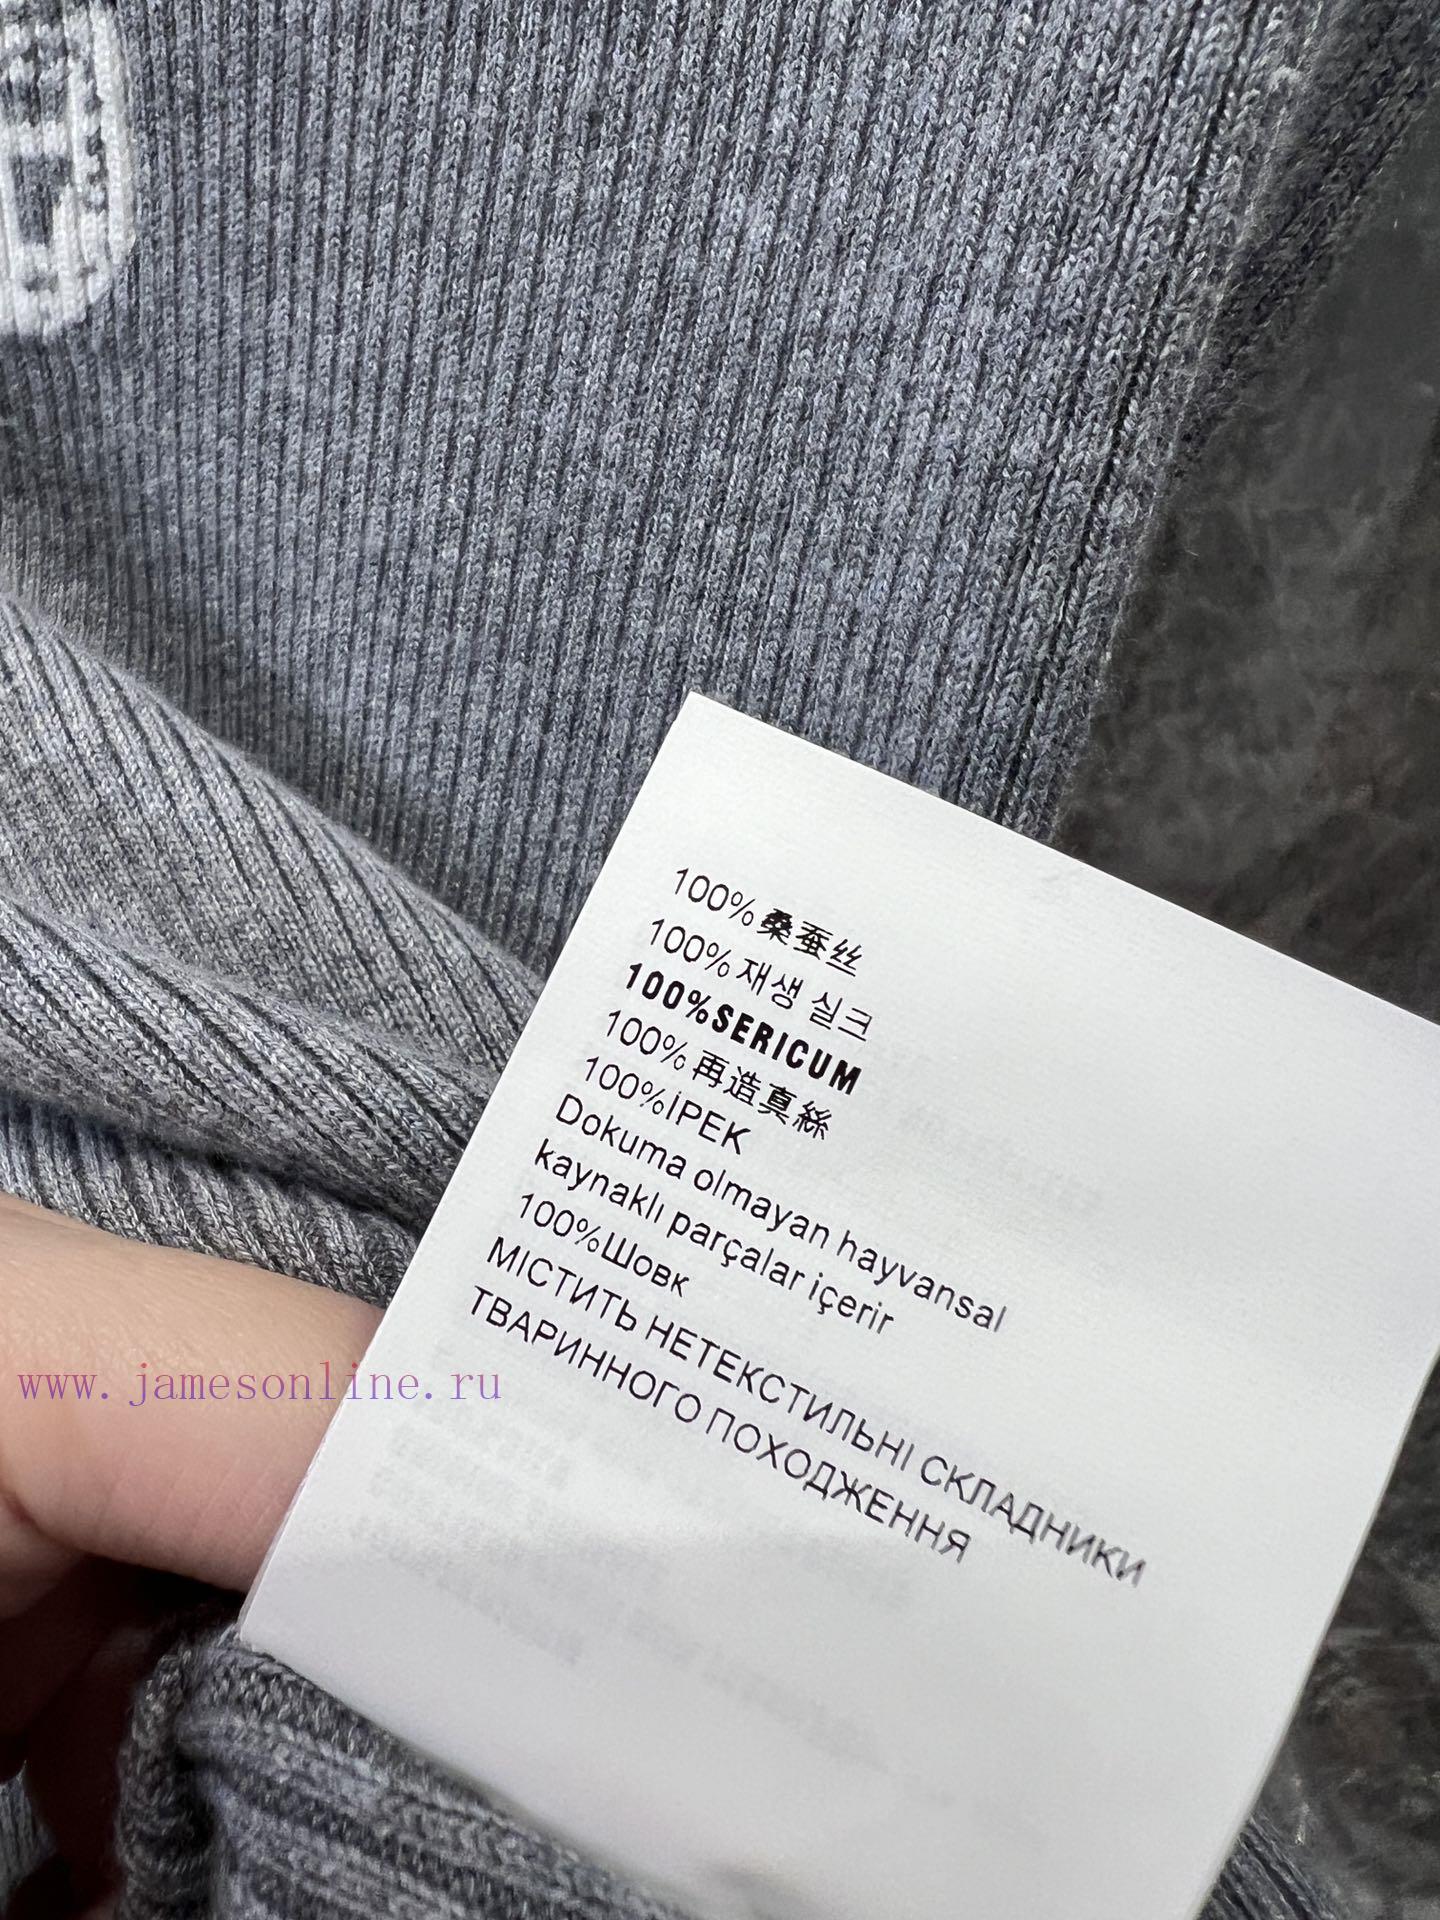 100%桑蚕丝
100%재생 실크
100%SERICUM
100%再造真絲
100%İPEK
Dokuma olmayan hayvansal
kaynaklı parçalar içerir
100%Шовк
МІСТИТЬ НЕТЕКСТИЛЬНІ СКЛАДНИКИ
ТВАРИННОГО ПОХОДЖЕННЯ
www.jamesonline.ru